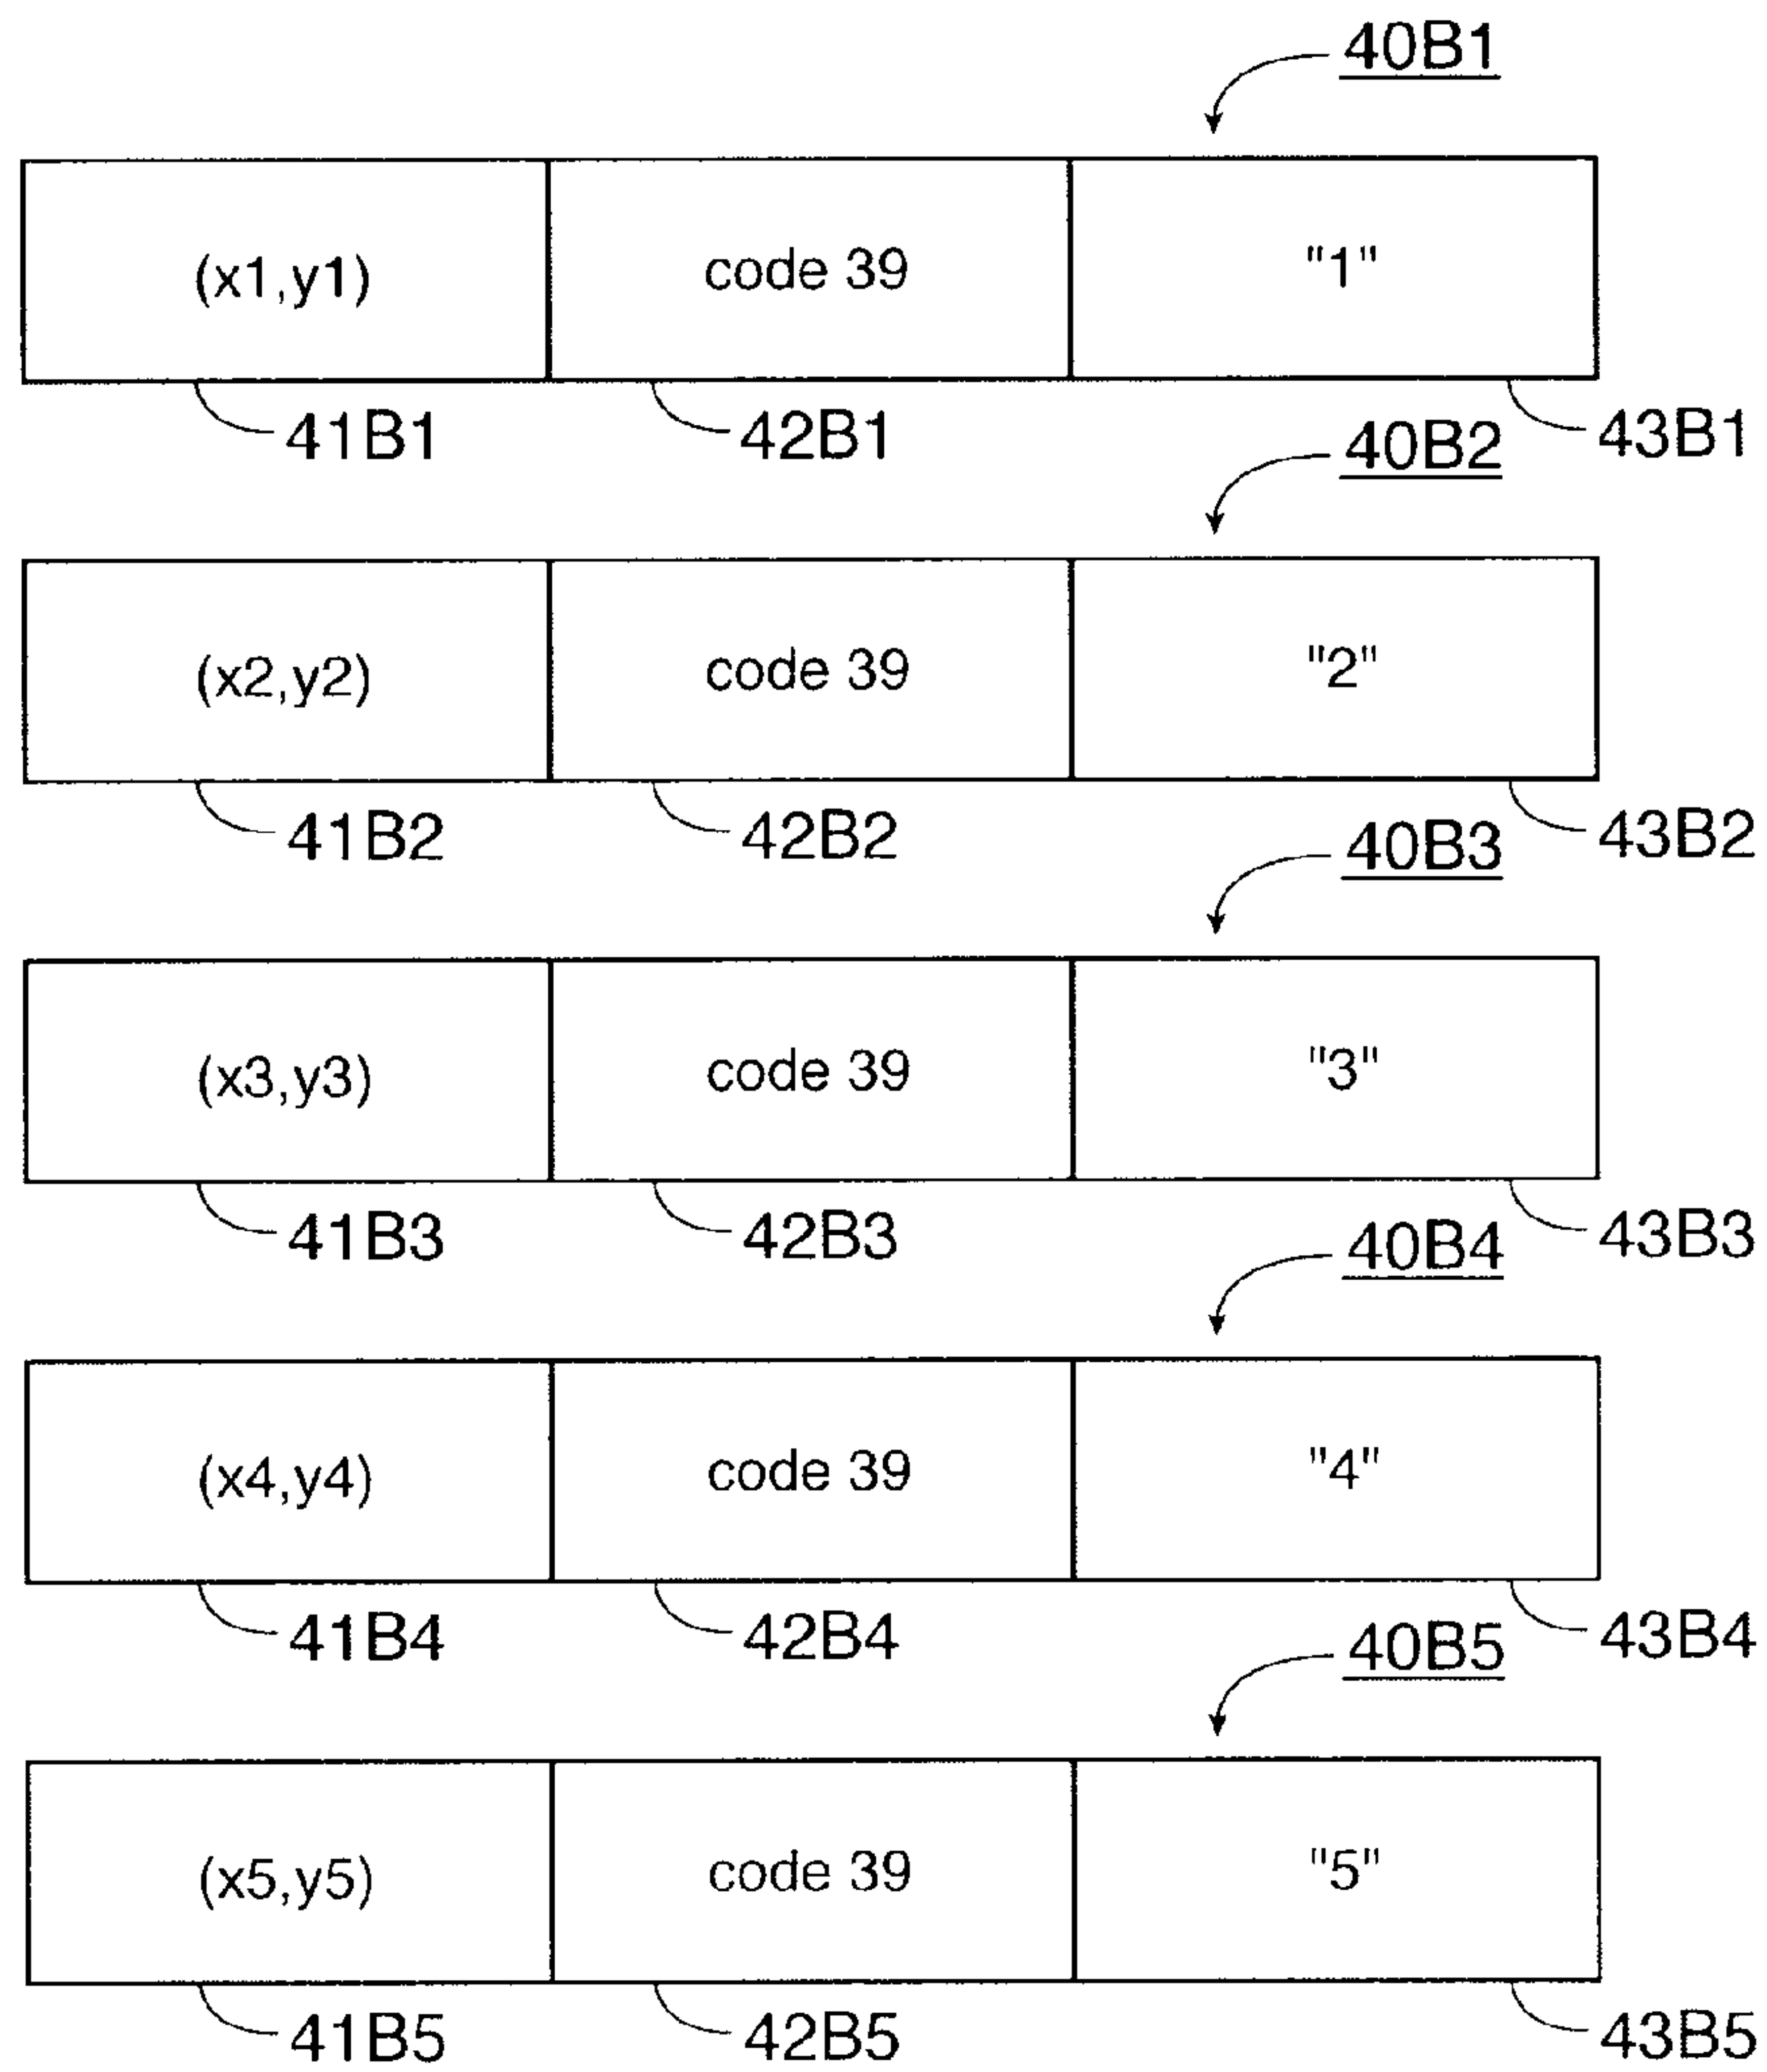 40B1
(x1,y1) code 39 "1"
41B1 42B1 43B1
40B2
(x2,y2) code 39 "2"
41B2 42B2 43B2
40B3
(x3,y3) code 39 "3"
41B3 42B3 43B3
40B4
(x4,y4) code 39 "4"
41B4 42B4 43B4
40B5
(x5,y5) code 39 "5"
41B5 42B5 43B5